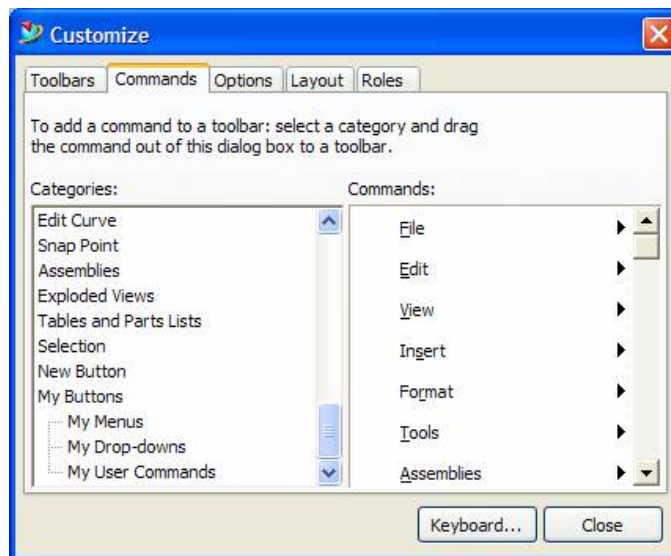 Customize
Toolbars Commands Options Layout Roles
To add a command to a toolbar: select a category and drag
the command out of this dialog box to a toolbar.
Categories:
Edit Curve
Snap Point
Assemblies
Exploded Views
Tables and Parts Lists
Selection
New Button
My Buttons
My Menus
My Drop-downs
My User Commands
Commands:
File
Edit
View
Insert
Format
Tools
Assemblies
Keyboard... Close